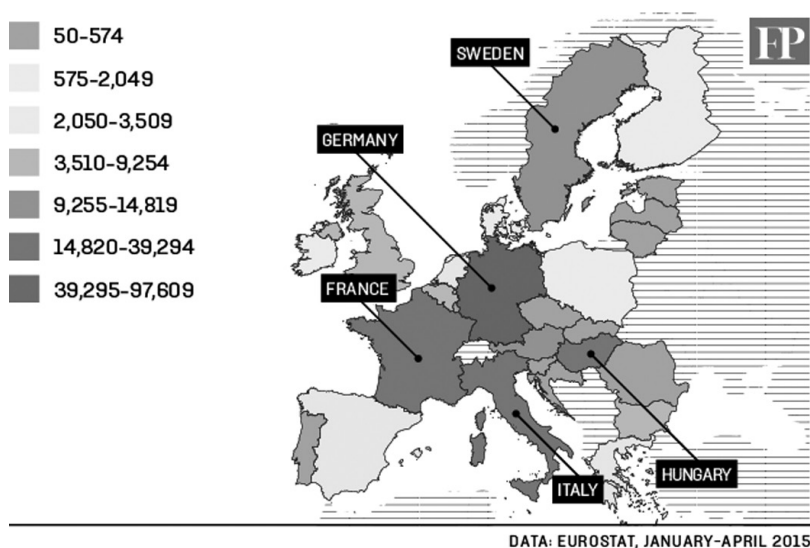 50-574
575-2,049
2,050-3,509
3,510-9,254
9,255-14,819
14,820-39,294
39,295-97,609
FP
SWEDEN
GERMANY
FRANCE
HUNGARY
ITALY
DATA: EUROSTAT, JANUARY-APRIL 2015